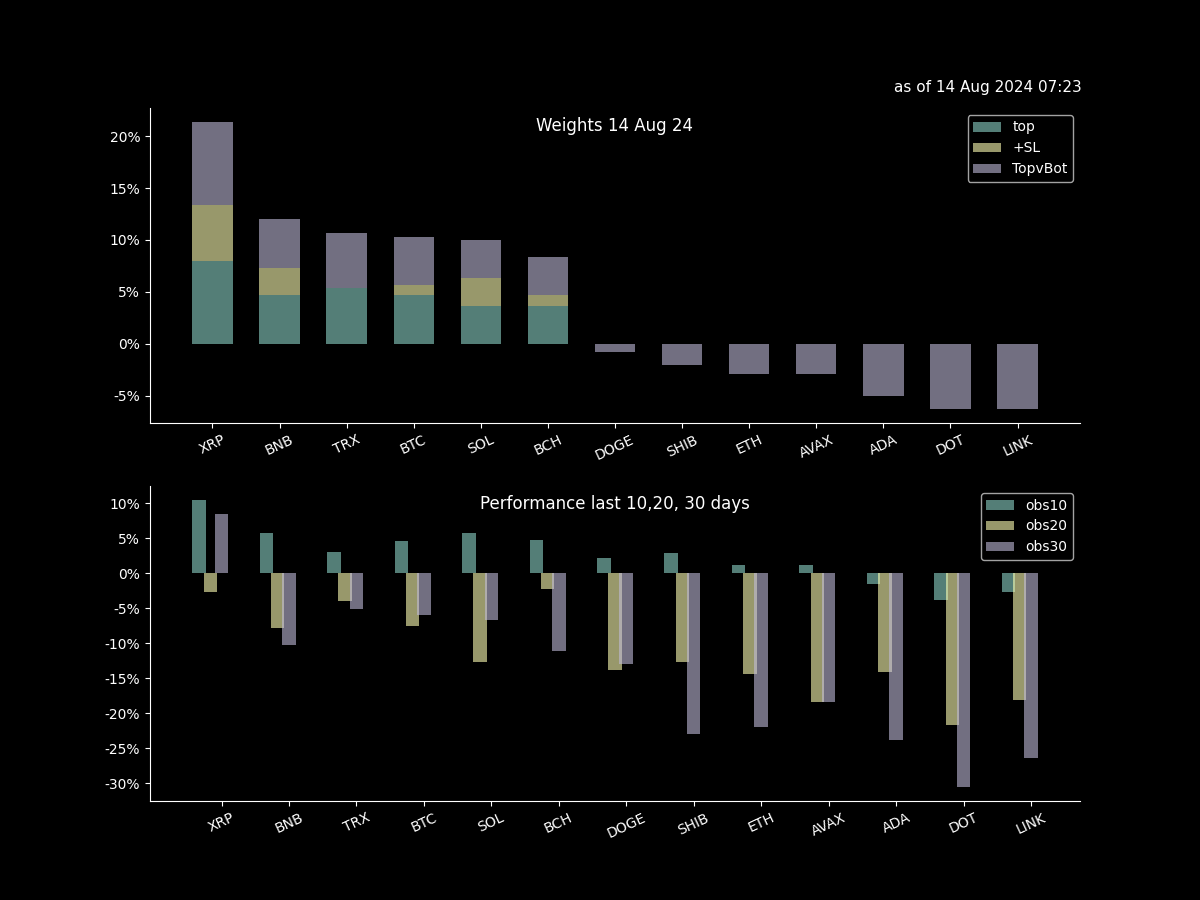 as of 14 Aug 2024 07:23
Weights 14 Aug 24
top
+SL
TopvBot
20%
15%
10%
5%
0%
-5%
XRP BNB TRX BTC SOL BCH DOGE SHIB ETH AVAX ADA DOT LINK
Performance last 10,20, 30 days
obs10
obs20
obs30
10%
5%
0%
-5%
-10%
-15%
-20%
-25%
-30%
XRP BNB TRX BTC SOL BCH DOGE SHIB ETH AVAX ADA DOT LINK